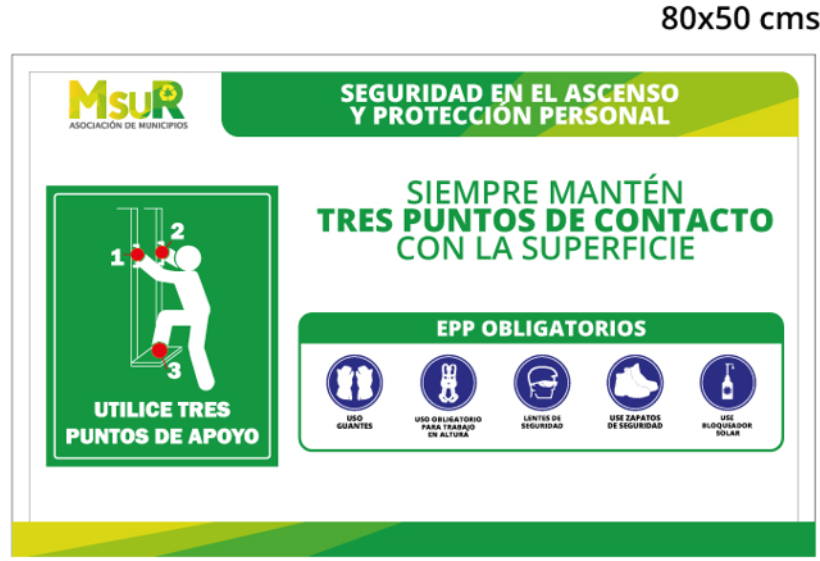 80x50 cms
MSUR
ASOCIACIÓN DE MUNICIPIOS
SEGURIDAD EN EL ASCENSO
Y PROTECCIÓN PERSONAL
SIEMPRE MANTÉN
TRES PUNTOS DE CONTACTO
CON LA SUPERFICIE
1
2
3
UTILICE TRES
PUNTOS DE APOYO
EPP OBLIGATORIOS
USO
GUANTES
USO OBLIGATORIO
PARA TRABAJO
EN ALTURA
LENTES DE
SEGURIDAD
USE ZAPATOS
DE SEGURIDAD
USE
BLOQUEADOR
SOLAR